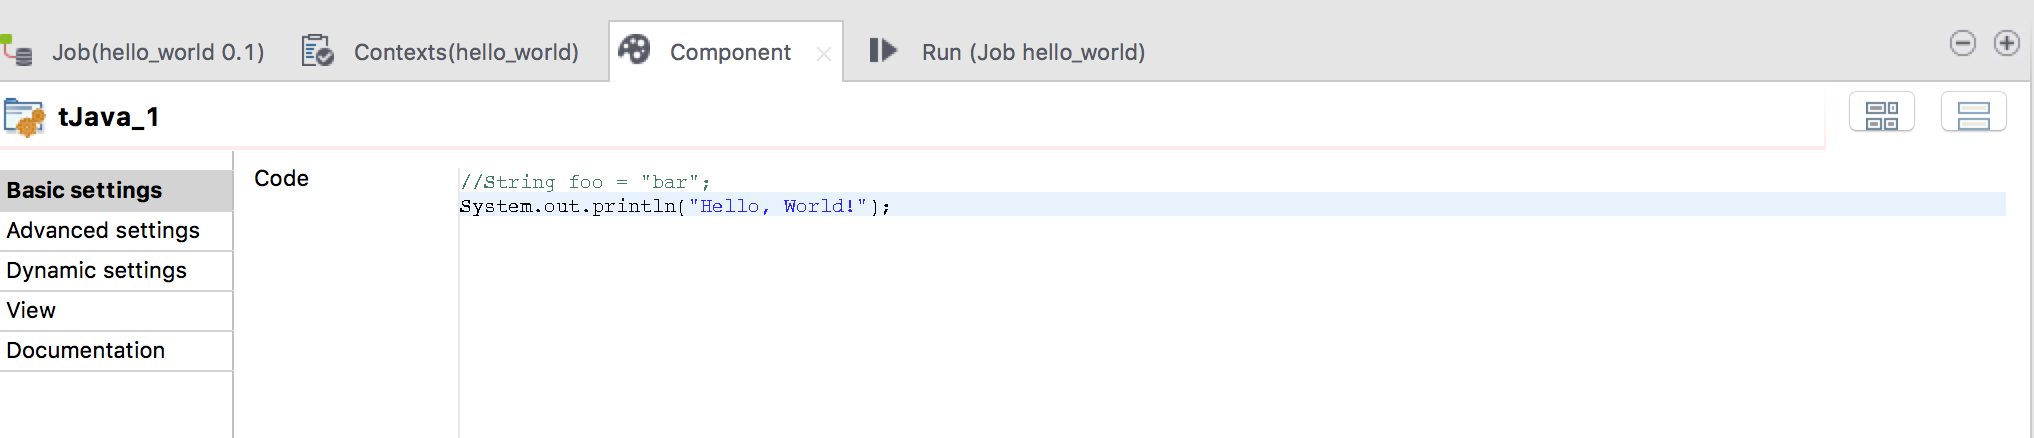 Job(hello_world 0.1)
Contexts(hello_world)
Component
Run (Job hello_world)
tJava_1
Basic settings
Advanced settings
Dynamic settings
View
Documentation
Code
//String foo = "bar";
System.out.println("Hello, World!");